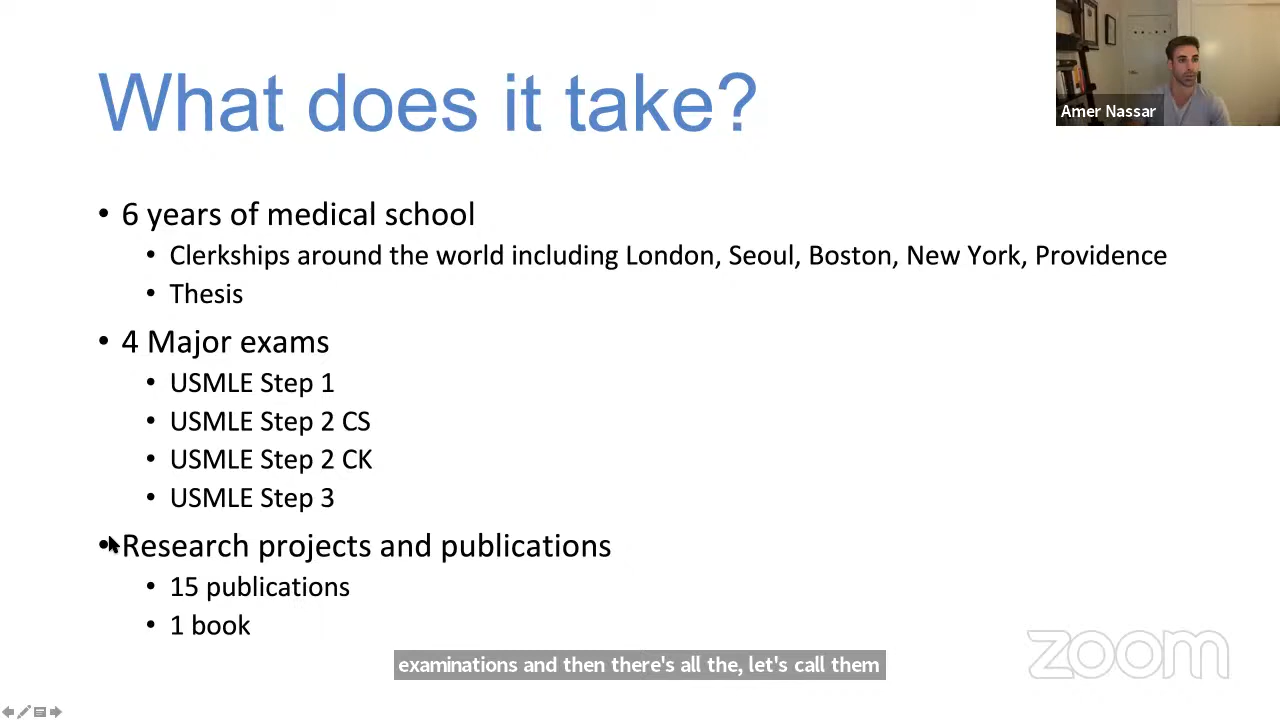 What does it take?
Amer Nassar
• 6 years of medical school
• Clerkships around the world including London, Seoul, Boston, New York, Providence
• Thesis
• 4 Major exams
• USMLE Step 1
• USMLE Step 2 CS
• USMLE Step 2 CK
• USMLE Step 3
• Research projects and publications
• 15 publications
• 1 book
examinations and then there's all the, let's call them
zoom